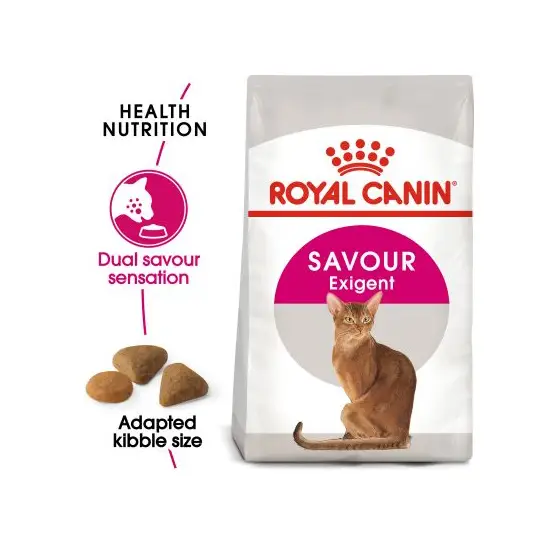 HEALTH
NUTRITION
Dual savour
sensation
Adapted
kibble size
ROYAL CANIN®
SAVOUR
Exigent